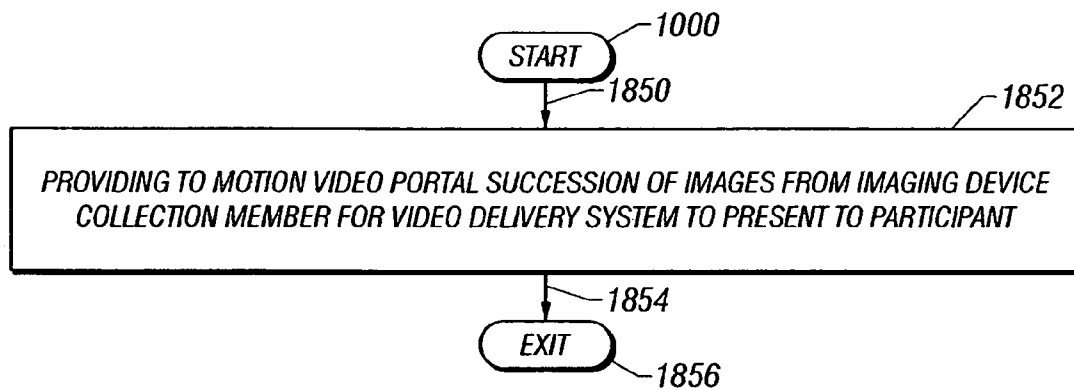 1000
START
1850
1852
PROVIDING TO MOTION VIDEO PORTAL SUCCESSION OF IMAGES FROM IMAGING DEVICE
COLLECTION MEMBER FOR VIDEO DELIVERY SYSTEM TO PRESENT TO PARTICIPANT
1854
EXIT
1856